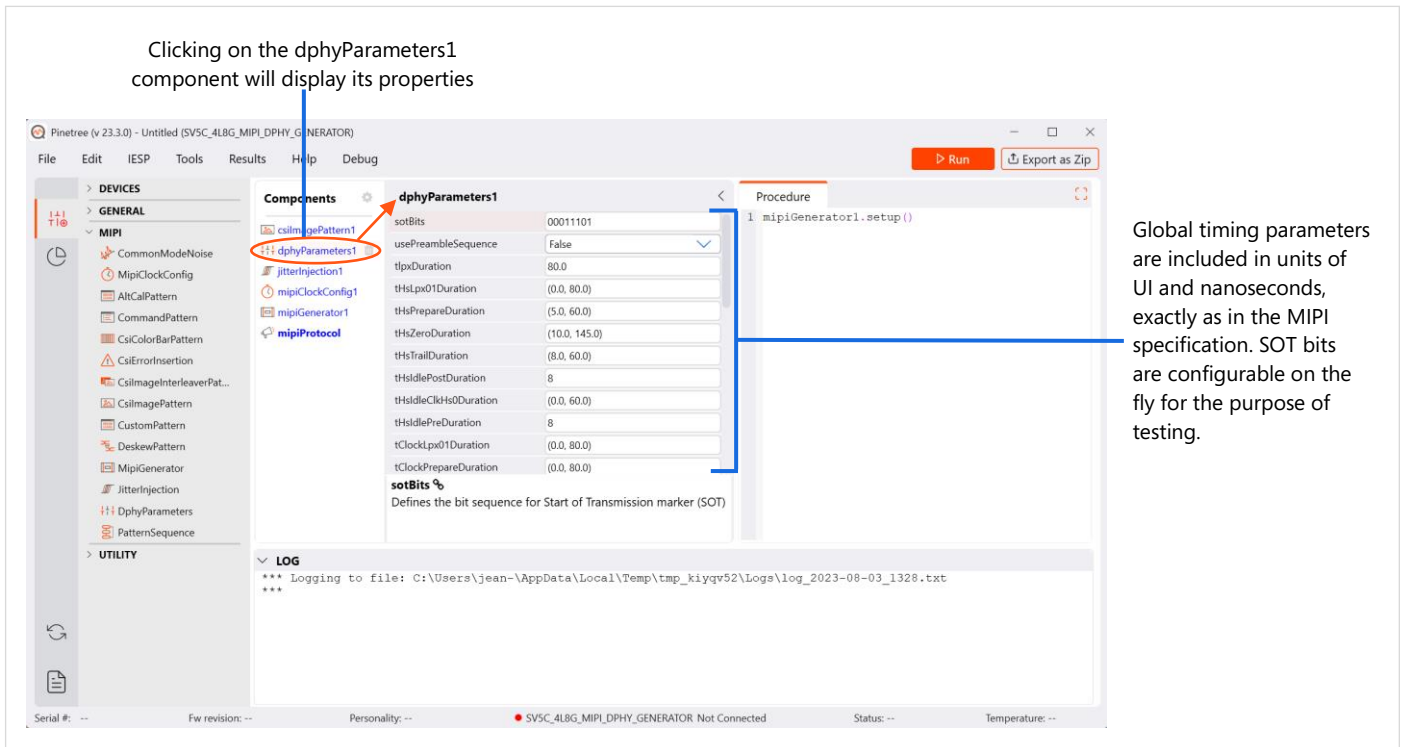 Clicking on the dphyParameters1
component will display its properties
Pinetree (v 23.3.0) - Untitled (SV5C_4L8G_MIPI_DPHY_GENERATOR)
File Edit IESP Tools Results Help Debug
Run Export as Zip
DEVICES
GENERAL
MIPI
CommonModeNoise
MipiClockConfig
AltCalPattern
CommandPattern
CsiColorBarPattern
CsiErrorInsertion
CsiImageInterleaverPat...
CsiImagePattern
CustomPattern
DeskewPattern
MipiGenerator
JitterInjection
DphyParameters
PatternSequence
UTILITY
Components
csiImagePattern1
dphyParameters1
jitterInjection1
mipiClockConfig1
mipiGenerator1
mipiProtocol
dphyParameters1
sotBits 00011101
usePreambleSequence False
tlpxDuration 80.0
tHsLpx01Duration (0.0, 80.0)
tHsPrepareDuration (5.0, 60.0)
tHsZeroDuration (10.0, 145.0)
tHsTrailDuration (8.0, 60.0)
tHsIdlePostDuration 8
tHsIdleClkHs0Duration (0.0, 60.0)
tHsIdlePreDuration 8
tClockLpx01Duration (0.0, 80.0)
tClockPrepareDuration (0.0, 80.0)
sotBits
Defines the bit sequence for Start of Transmission marker (SOT)
Procedure
1 mipiGenerator1.setup()
Global timing parameters
are included in units of
UI and nanoseconds,
exactly as in the MIPI
specification. SOT bits
are configurable on the
fly for the purpose of
testing.
LOG
*** Logging to file: C:\Users\jean-\AppData\Local\Temp\tmp_kiyqv52\Logs\log_2023-08-03_1328.txt
***
Serial #: -- Fw revision: -- Personality: -- SV5C_4L8G_MIPI_DPHY_GENERATOR Not Connected Status: -- Temperature: --